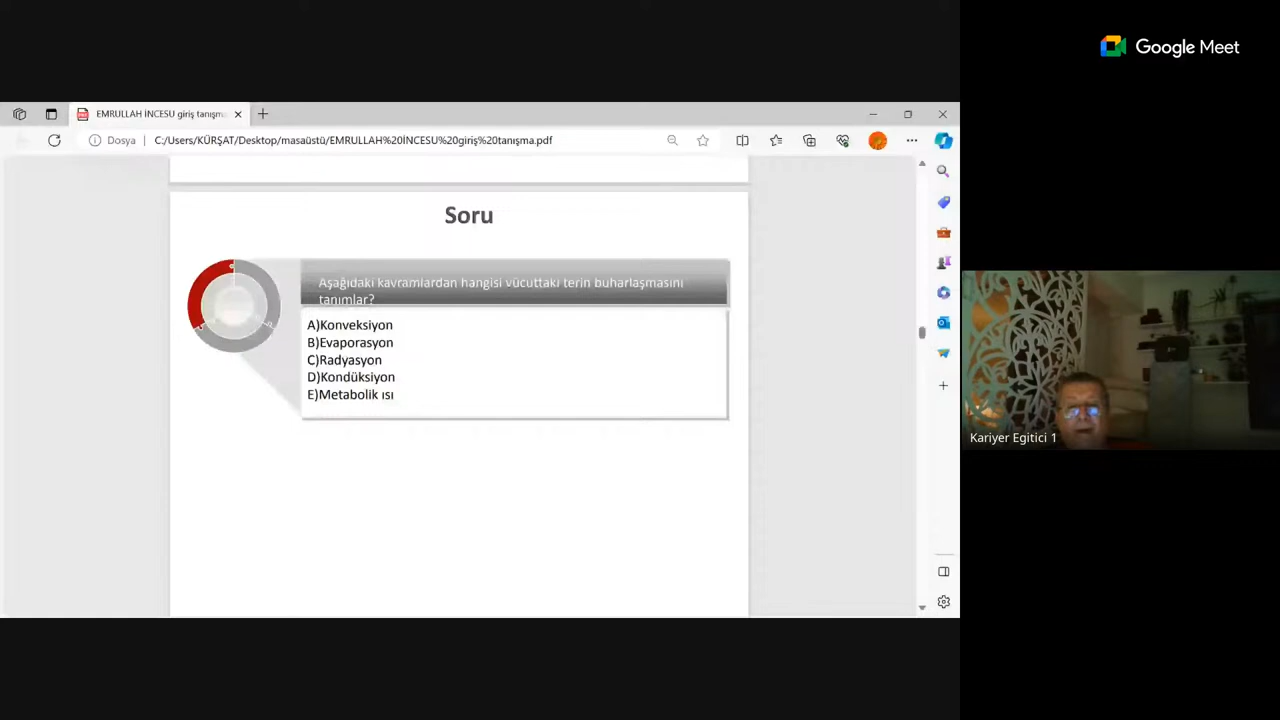 Google Meet
EMRULLAH İNCESU giriş tanışma
Dosya
C:/Users/KÜRŞAT/Desktop/masaüstü/EMRULLAH%20İNCESU%20giriş%20tanışma.pdf
Soru
Aşağıdaki kavramlardan hangisi vücuttaki terin buharlaşmasını
tanımlar?
A)Konveksiyon
B)Evaporasyon
C)Radyasyon
D)Kondüksiyon
E)Metabolik ısı
Kariyer Egitici 1